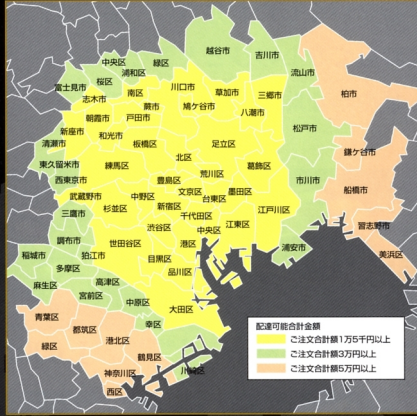 越谷市
吉川市
中央区
緑区
浦和区
流山市
富士見市
桜区
南区
川口市
草加市
三郷市
柏市
志木市
蕨市
鳩ケ谷市
八潮市
朝霞市
戸田市
新座市
和光市
板橋区
足立区
松戸市
清瀬市
鎌ケ谷市
東久留米市
練馬区
北区
荒川区
葛飾区
市川市
船橋市
西東京市
豊島区
文京区
墨田区
武蔵野市
中野区
台東区
杉並区
新宿区
江戸川区
三鷹市
千代田区
習志野市
渋谷区
中央区
江東区
調布市
世田谷区
港区
浦安市
美浜区
稲城市
狛江市
目黒区
多摩区
品川区
麻生区
高津区
宮前区
中原区
大田区
青葉区
幸区
都筑区
港北区
緑区
鶴見区
川崎区
神奈川区
西区
配達可能合計金額
ご注文合計額1万5千円以上
ご注文合計額3万円以上
ご注文合計額5万円以上